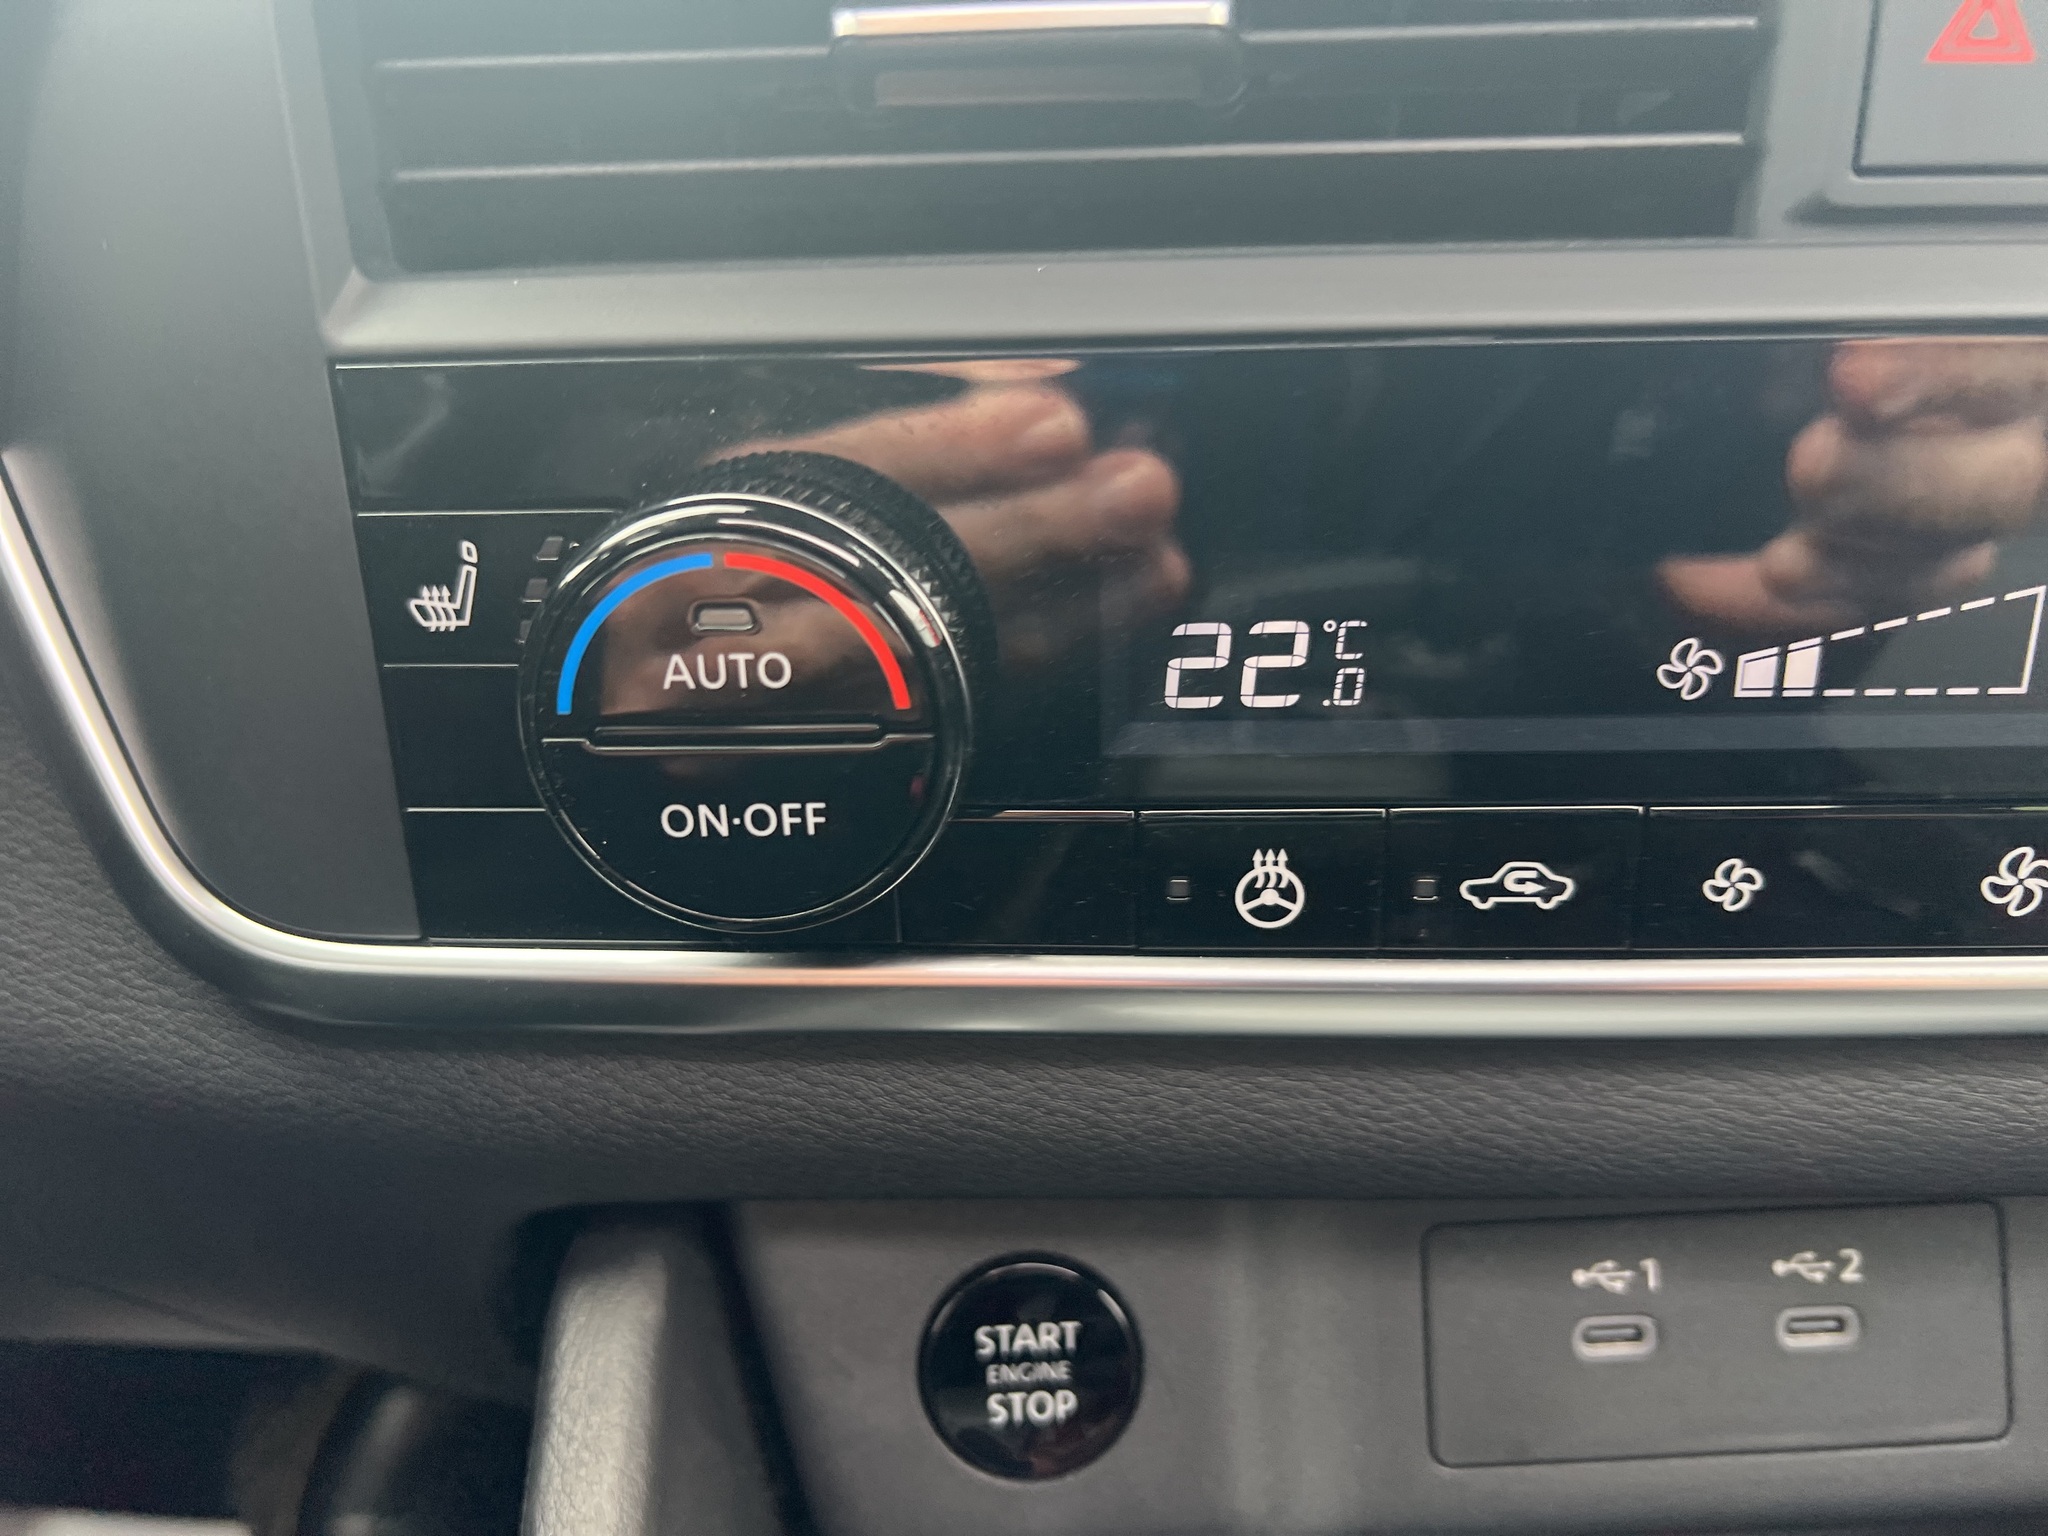 22.0°C
AUTO
ON·OFF
1
2
START
ENGINE
STOP